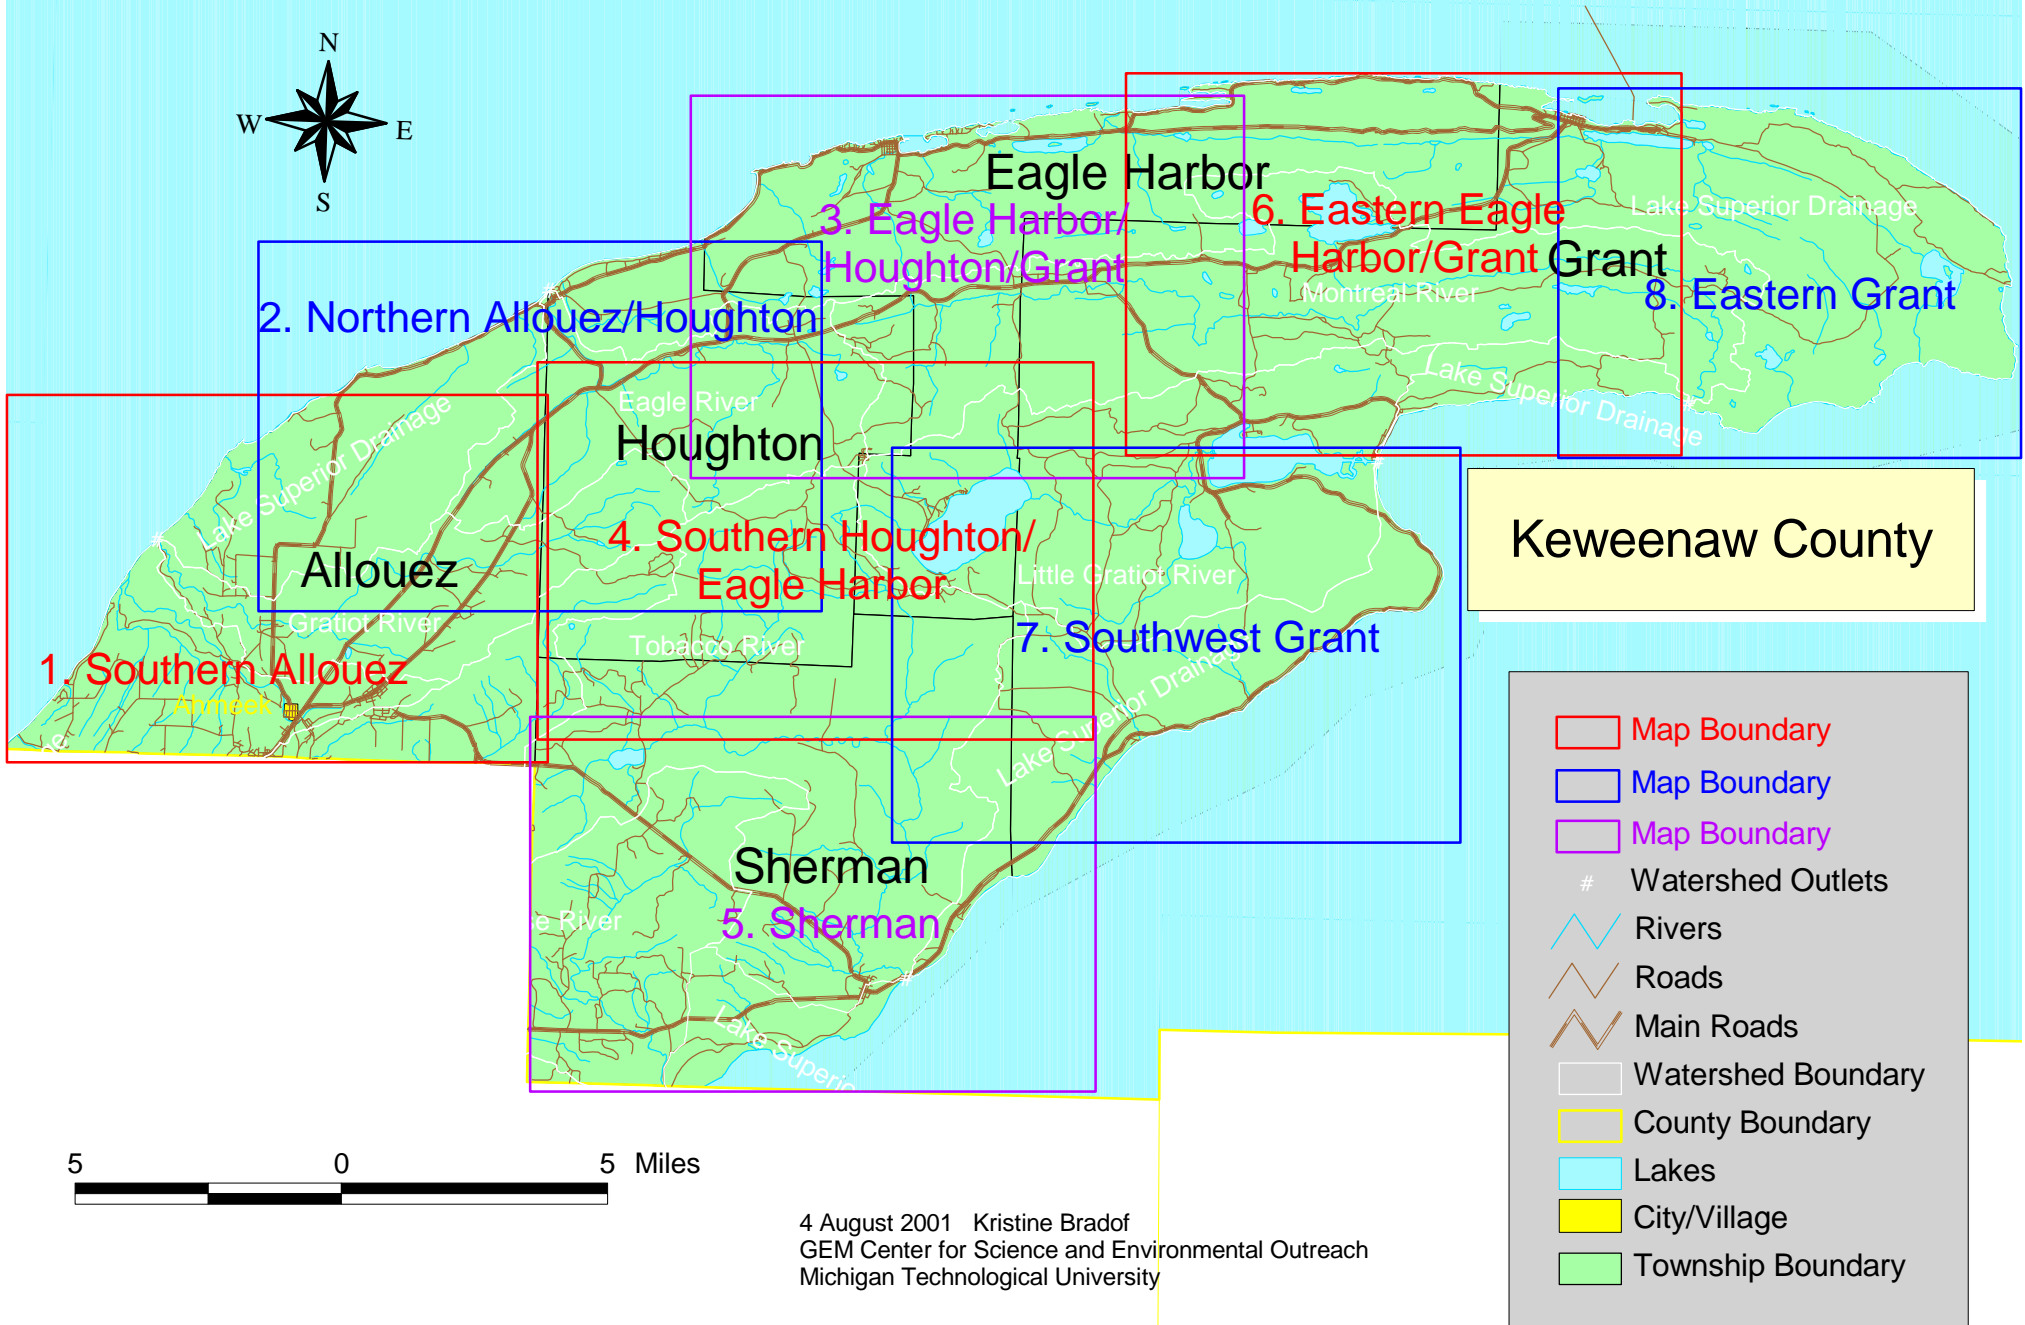 N
W
E
S
Eagle Harbor
3. Eagle Harbor/
Houghton/Grant
6. Eastern Eagle
Harbor/Grant
Grant
Lake Superior Drainage
Montreal River
8. Eastern Grant
2. Northern Allouez/Houghton
Eagle River
Houghton
Lake Superior Drainage
Lake Superior Drainage
Keweenaw County
4. Southern Houghton/
Eagle Harbor
Allouez
Little Gratiot River
Gratiot River
Tobacco River
7. Southwest Grant
1. Southern Allouez
Ahmeek
Lake Superior Drainage
Sherman
5. Sherman
se River
Lake Superio
Map Boundary
Map Boundary
Map Boundary
# Watershed Outlets
Rivers
Roads
Main Roads
Watershed Boundary
County Boundary
Lakes
City/Village
Township Boundary
5 0 5 Miles
4 August 2001 Kristine Bradof
GEM Center for Science and Environmental Outreach
Michigan Technological University